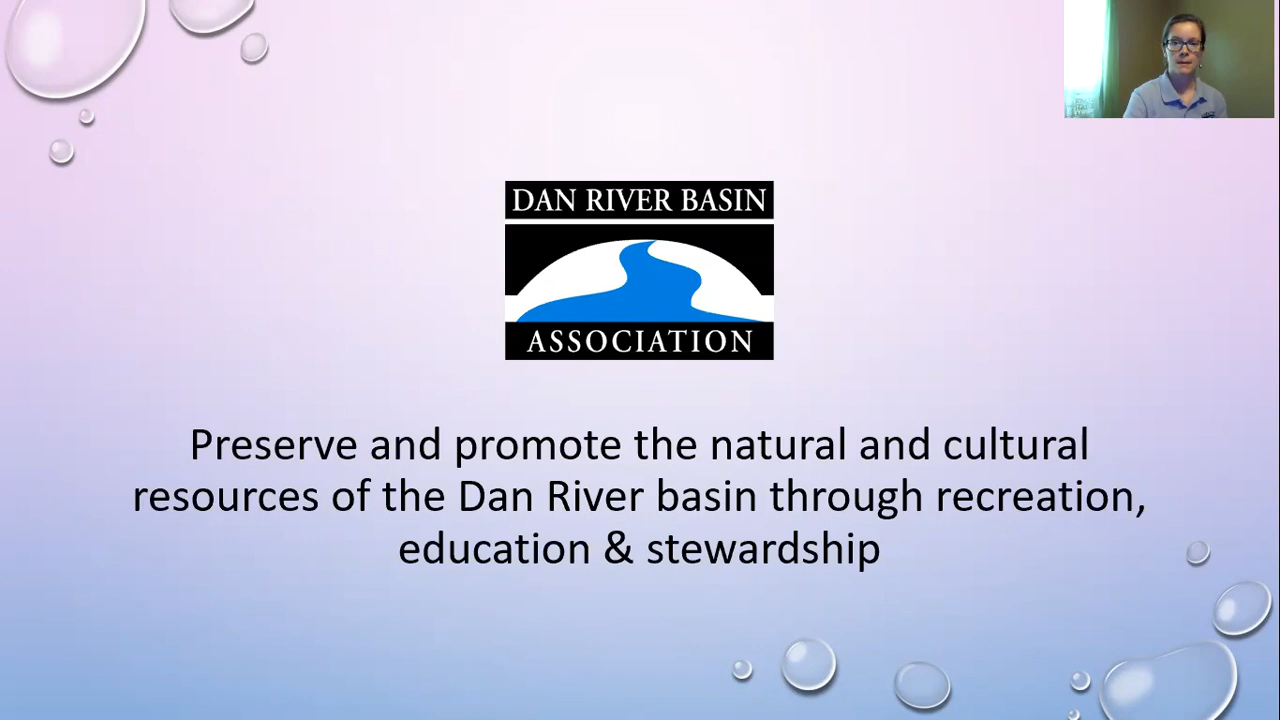 DAN RIVER BASIN
ASSOCIATION
Preserve and promote the natural and cultural
resources of the Dan River basin through recreation,
education & stewardship